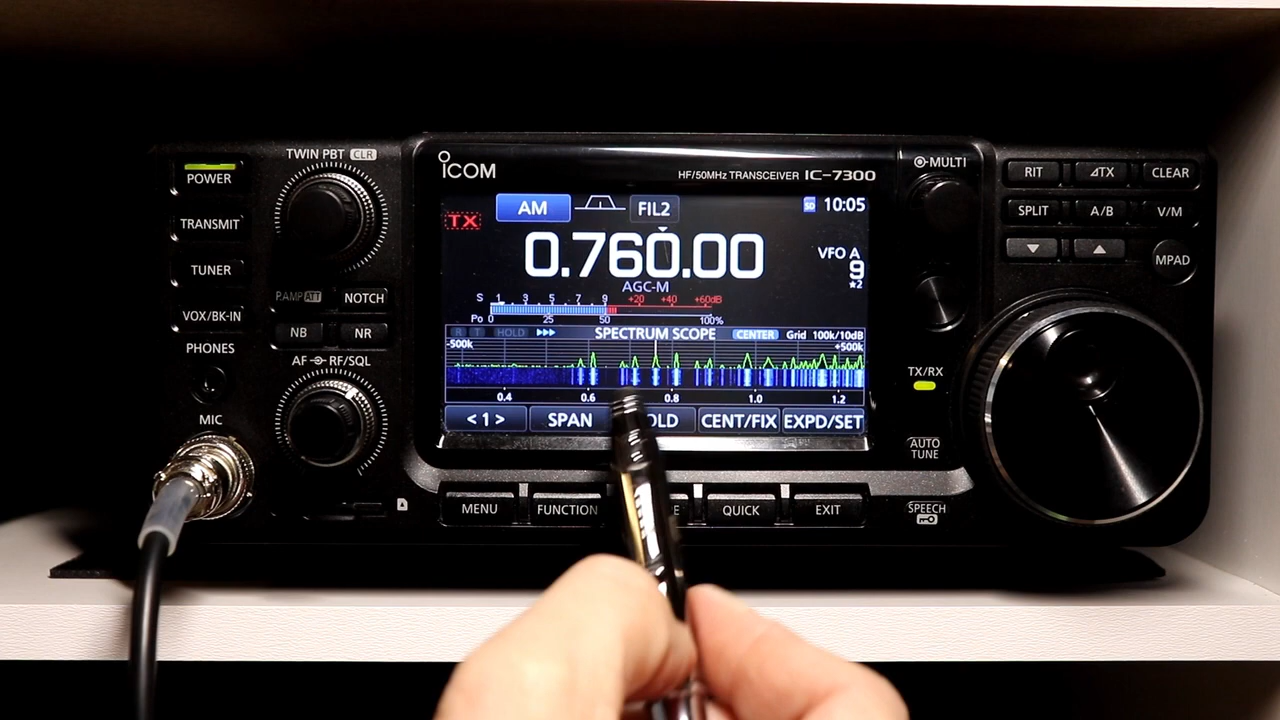 TWIN PBT CLR
POWER
TRANSMIT
TUNER
VOX/BK-IN
PHONES
MIC
P.AMP ATT
NOTCH
NB
NR
AF RF/SQL
ICOM
HF/50MHz TRANSCEIVER IC-7300
TX
AM
FIL2
SD
10:05
0.760.00
VFO A
9
★2
AGC-M
S 1 3 5 7 9 +20 +40 +60dB
Po 0 25 50 100%
R T HOLD SPECTRUM SCOPE CENTER Grid 100k/10dB
-500k +500k
0.4 0.6 0.8 1.0 1.2
< 1 > SPAN OLD CENT/FIX EXPD/SET
MENU FUNCTION E QUICK EXIT
MULTI
TX/RX
AUTO
TUNE
SPEECH
RIT ⊿TX CLEAR
SPLIT A/B V/M
▼ ▲ MPAD